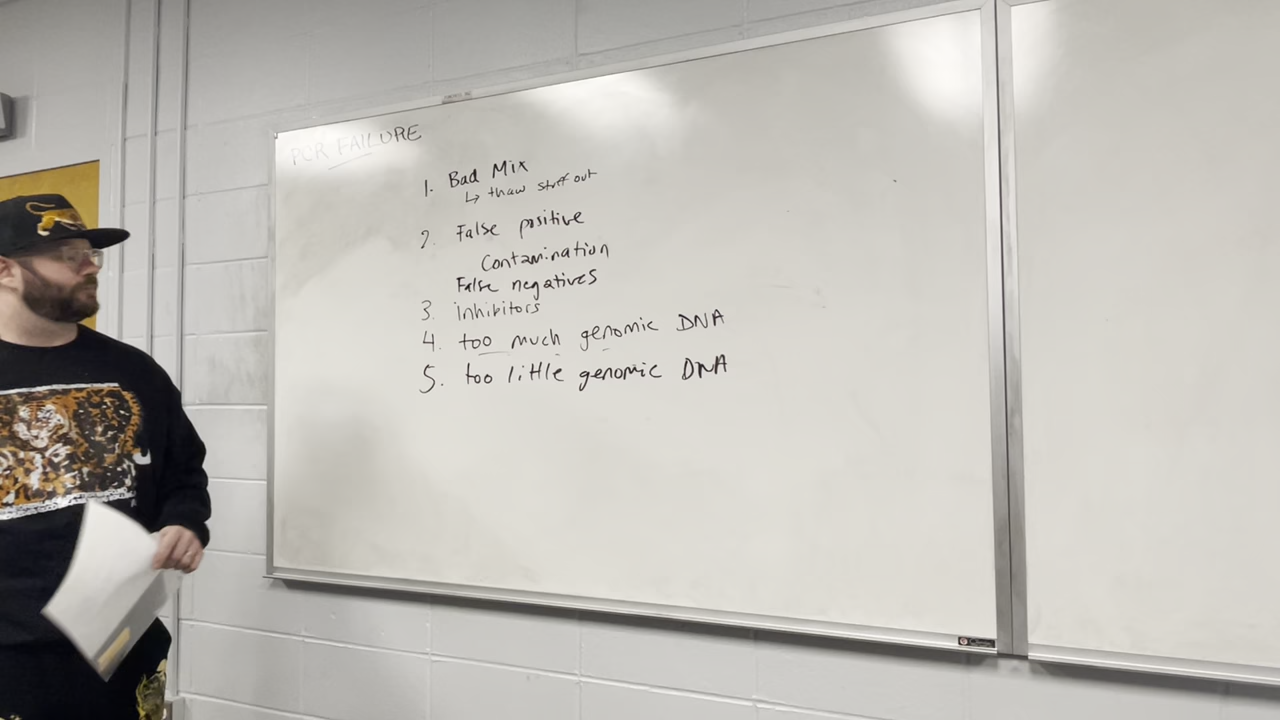 PCR FAILURE
1. Bad Mix
↳ thaw stuff out
2. False positive
Contamination
False negatives
3. inhibitors
4. too much genomic DNA
5. too little genomic DNA